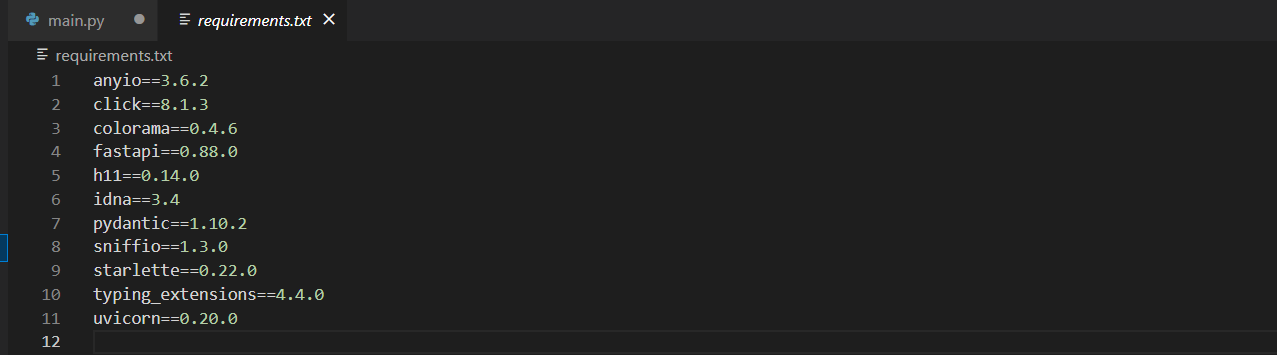 main.py requirements.txt
requirements.txt
1 anyio==3.6.2
2 click==8.1.3
3 colorama==0.4.6
4 fastapi==0.88.0
5 h11==0.14.0
6 idna==3.4
7 pydantic==1.10.2
8 sniffio==1.3.0
9 starlette==0.22.0
10 typing_extensions==4.4.0
11 uvicorn==0.20.0
12